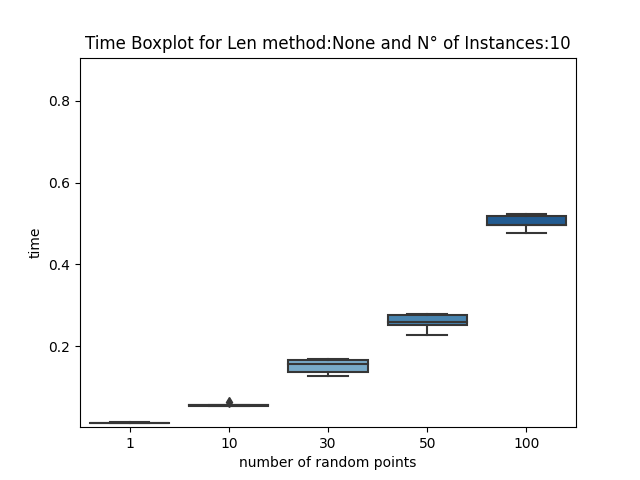 Time Boxplot for Len method:None and N° of Instances:10
0.8
0.6
0.4
0.2
time
1 10 30 50 100
number of random points